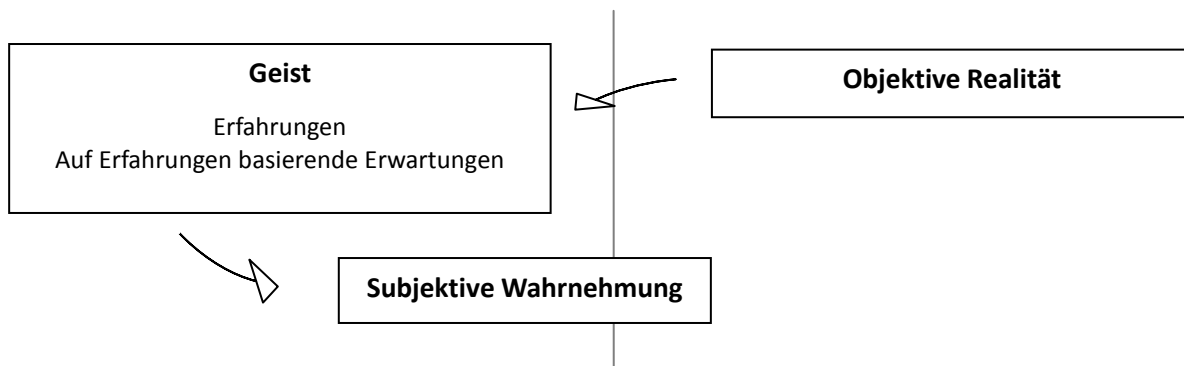 Geist
Erfahrungen
Auf Erfahrungen basierende Erwartungen
Objektive Realität
Subjektive Wahrnehmung